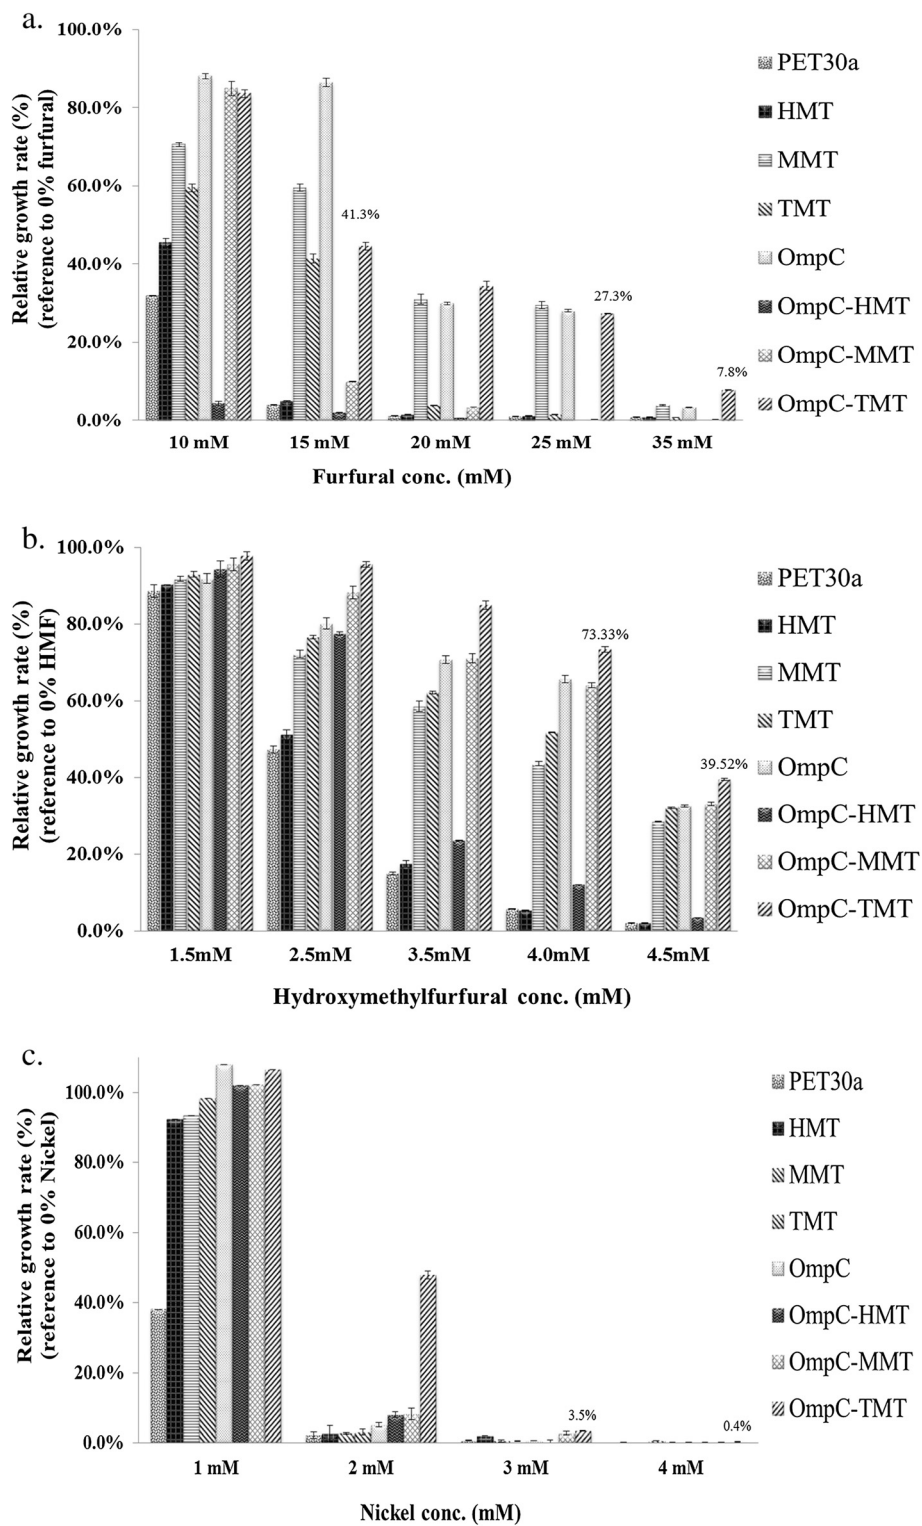 a.
Relative growth rate (%)
(reference to 0% furfural)
100.0%
80.0%
60.0%
40.0%
20.0%
0.0%
41.3%
27.3%
7.8%
10 mM
15 mM
20 mM
25 mM
35 mM
Furfural conc. (mM)
PET30a
HMT
MMT
TMT
OmpC
OmpC-HMT
OmpC-MMT
OmpC-TMT
b.
Relative growth rate (%)
(reference to 0% HMF)
100.0%
80.0%
60.0%
40.0%
20.0%
0.0%
73.33%
39.52%
1.5mM
2.5mM
3.5mM
4.0mM
4.5mM
Hydroxymethylfurfural conc. (mM)
PET30a
HMT
MMT
TMT
OmpC
OmpC-HMT
OmpC-MMT
OmpC-TMT
c.
Relative growth rate (%)
(reference to 0% Nickel)
100.0%
80.0%
60.0%
40.0%
20.0%
0.0%
3.5%
0.4%
1 mM
2 mM
3 mM
4 mM
Nickel conc. (mM)
PET30a
HMT
MMT
TMT
OmpC
OmpC-HMT
OmpC-MMT
OmpC-TMT